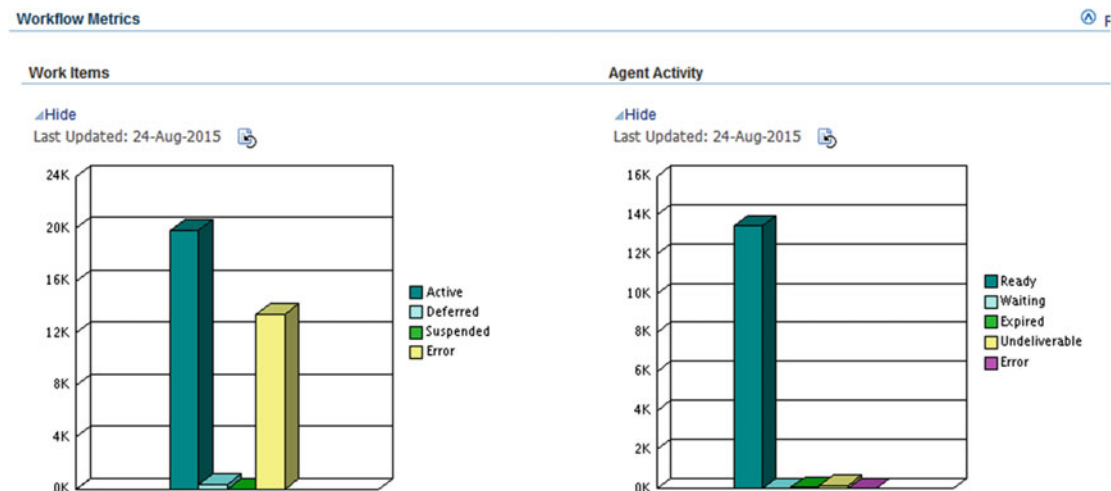 Workflow Metrics
Work Items
Hide
Last Updated: 24-Aug-2015
24K
20K
16K
12K
8K
4K
0K
Active
Deferred
Suspended
Error
Agent Activity
Hide
Last Updated: 24-Aug-2015
16K
14K
12K
10K
8K
6K
4K
2K
0K
Ready
Waiting
Expired
Undeliverable
Error